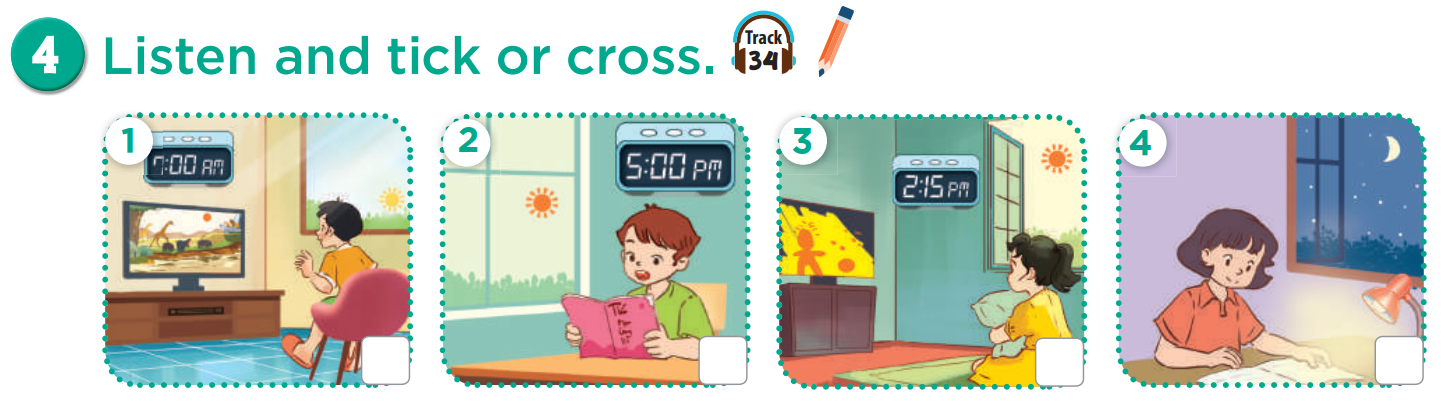 4 Listen and tick or cross. Track 34
1
7:00 AM
2
5:00 PM
3
2:15 PM
4